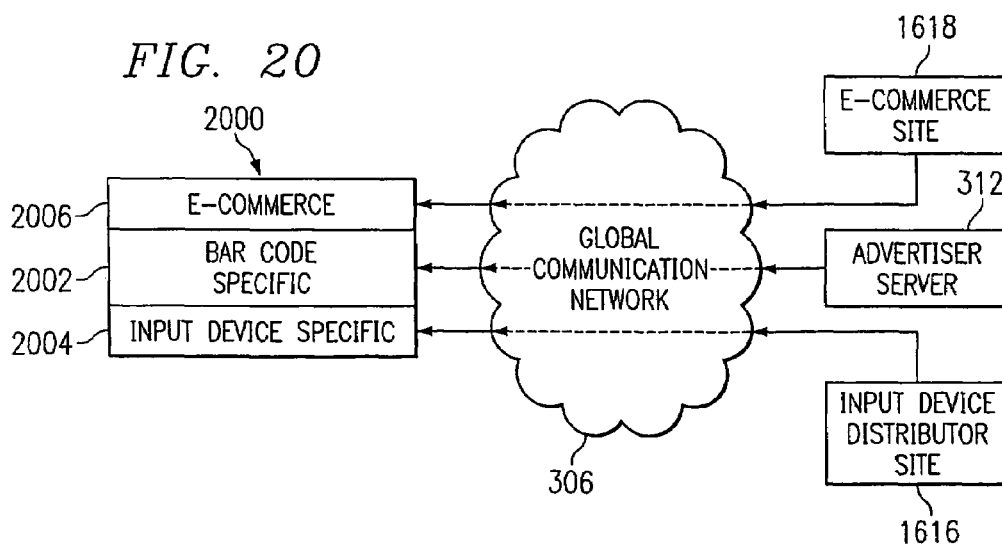 FIG. 20
2000
2006
E-COMMERCE
2002
BAR CODE
SPECIFIC
2004
INPUT DEVICE SPECIFIC
GLOBAL
COMMUNICATION
NETWORK
306
1618
E-COMMERCE
SITE
312
ADVERTISER
SERVER
INPUT DEVICE
DISTRIBUTOR
SITE
1616